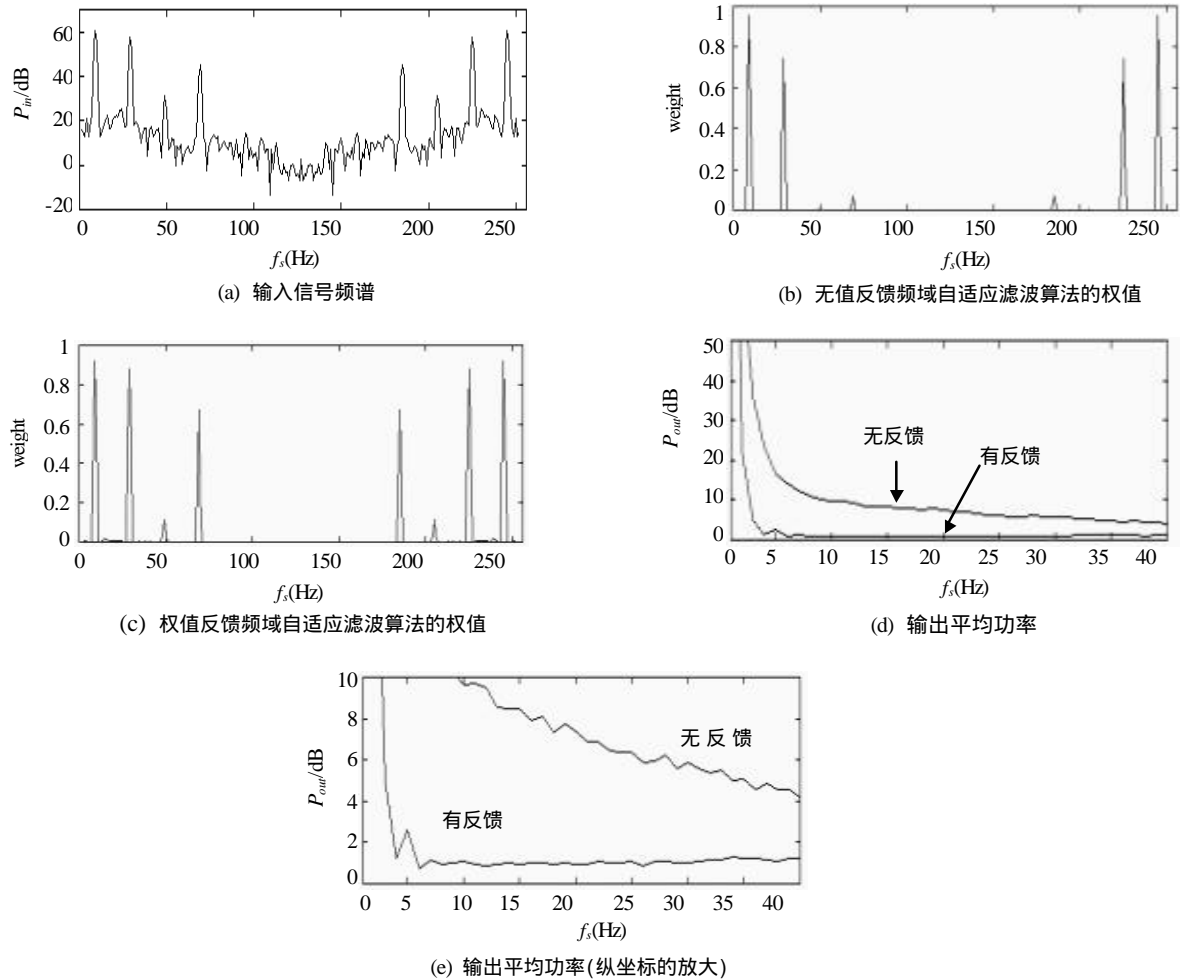 60
40
20
0
-20
P_in/dB
0 50 100 150 200 250
f_s(Hz)
(a) 输入信号频谱
1
0.8
0.6
0.4
0.2
0
weight
0 50 100 150 200 250
f_s(Hz)
(b) 无值反馈频域自适应滤波算法的权值
1
0.8
0.6
0.4
0.2
0
weight
0 50 100 150 200 250
f_s(Hz)
(c) 权值反馈频域自适应滤波算法的权值
50
40
30
20
10
0
P_out/dB
无反馈
有反馈
0 5 10 15 20 25 30 35 40
f_s(Hz)
(d) 输出平均功率
10
8
6
4
2
0
P_out/dB
无 反 馈
有反馈
0 5 10 15 20 25 30 35 40
f_s(Hz)
(e) 输出平均功率(纵坐标的放大)